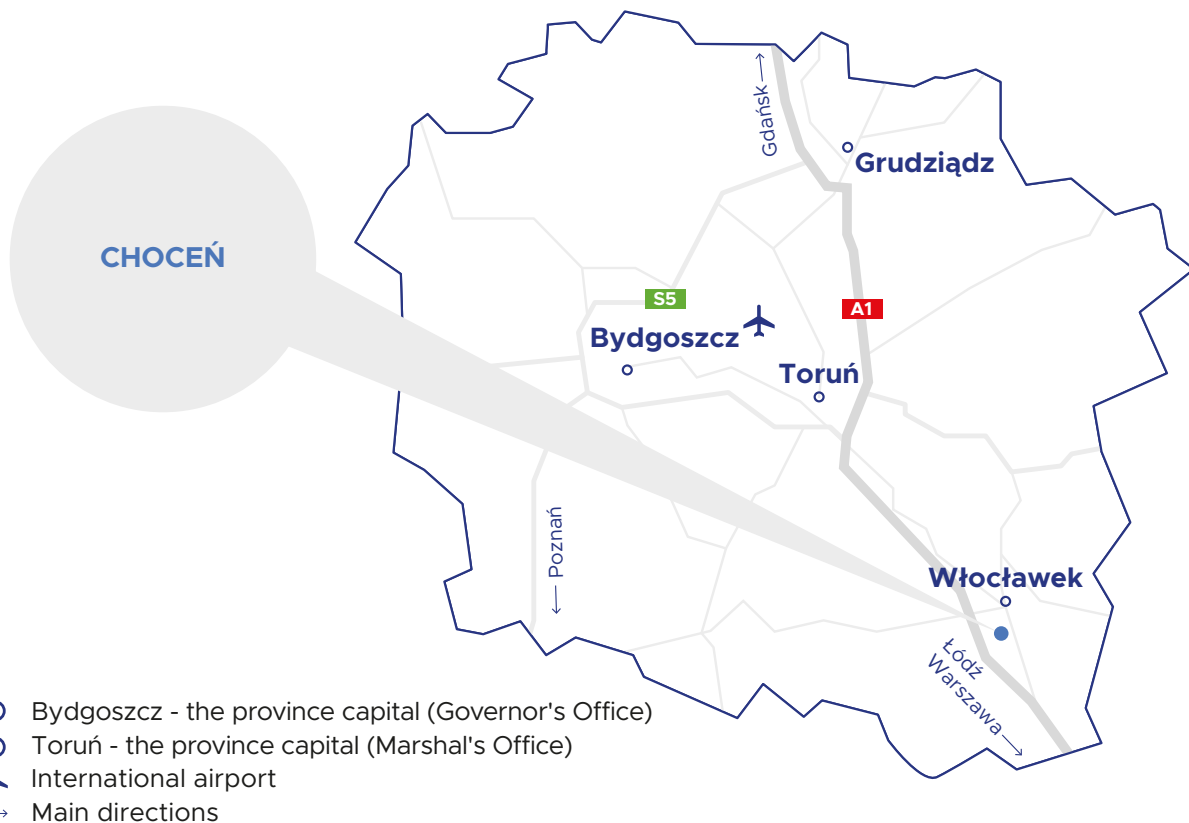 Gdańsk
Grudziądz
CHOCEŃ
S5
A1
Bydgoszcz
Toruń
Poznań
Włocławek
Łódź
Warszawa
Bydgoszcz - the province capital (Governor's Office)
Toruń - the province capital (Marshal's Office)
International airport
Main directions